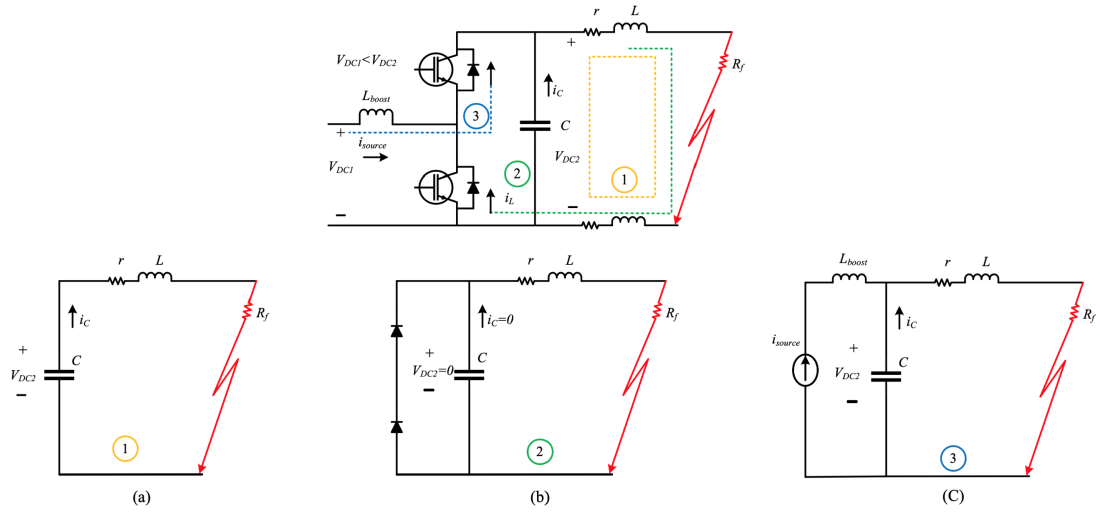 r L
V_DC1<V_DC2
+
R_f
L_boost
3
i_C
+
C
i_source
V_DC2
V_DC1
2
1
i_L
−
−
r L
r L
L_boost
r L
i_C
R_f
i_C=0
R_f
i_C
R_f
i_source
+
C
+
C
+
C
V_DC2
V_DC2=0
V_DC2
−
−
−
1
2
3
(a)
(b)
(C)